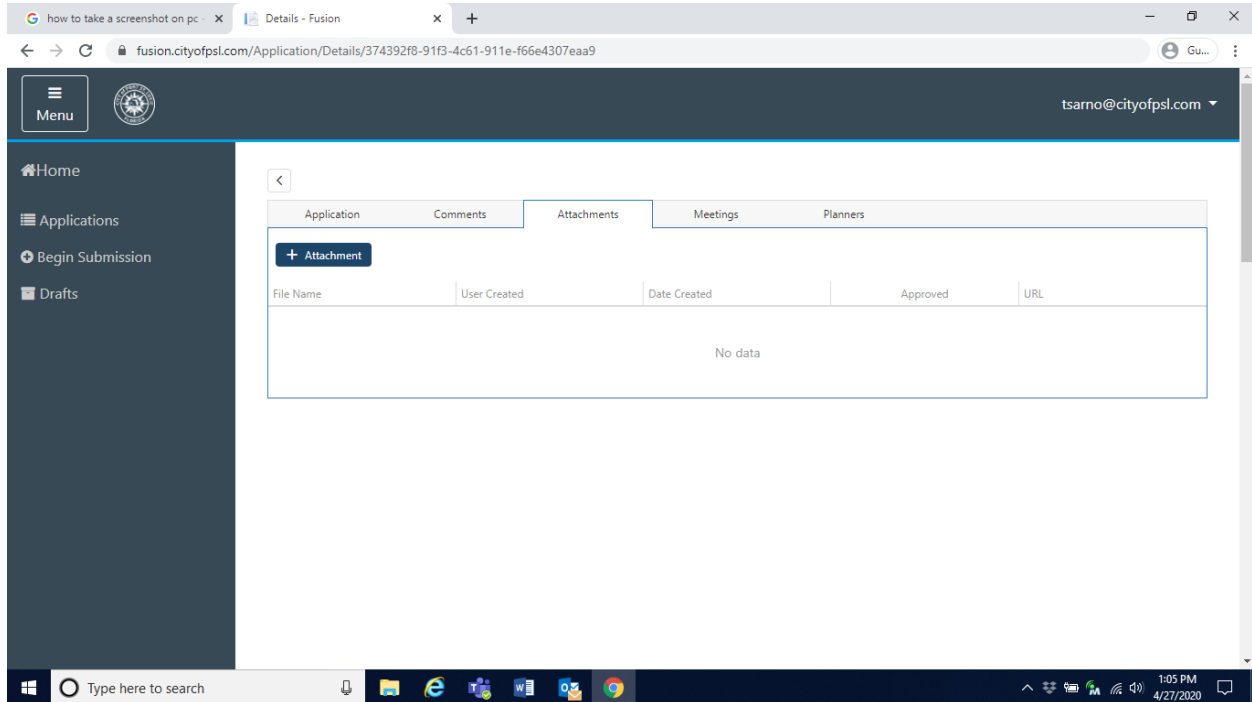 how to take a screenshot on pc -
Details - Fusion
fusion.cityofpsl.com/Application/Details/374392f8-91f3-4c61-911e-f66e4307eaa9
Gu...
Menu
tsarno@cityofpsl.com
Home
Applications
Begin Submission
Drafts
Application Comments Attachments Meetings Planners
+ Attachment
File Name User Created Date Created Approved URL
No data
Type here to search
1:05 PM
4/27/2020